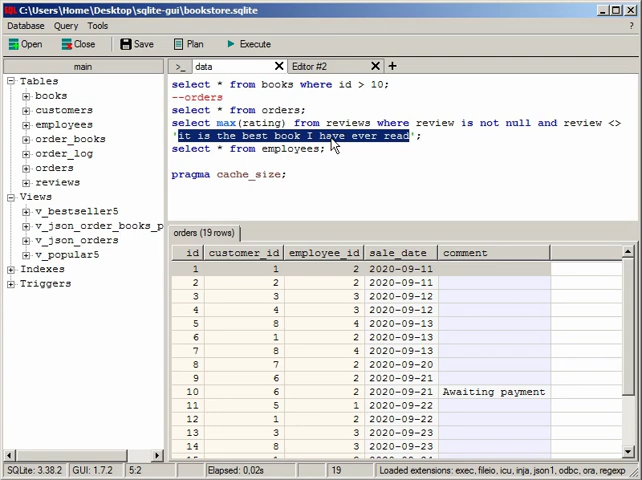 SQL C:\Users\Home\Desktop\sqlite-gui\bookstore.sqlite
Database Query Tools
Open Close Save Plan Execute
main
Tables
books
customers
employees
order_books
order_log
orders
reviews
Views
v_bestseller5
v_json_order_books_p
v_json_orders
v_popular5
Indexes
Triggers
>_ data Editor #2
select * from books where id > 10;
--orders
select * from orders;
select max(rating) from reviews where review is not null and review <>
'it is the best book I have ever read';
select * from employees;
pragma cache_size;
orders (19 rows)
id customer_id employee_id sale_date comment
1 1 2 2020-09-11
2 2 2 2020-09-11
3 3 3 2020-09-12
4 4 3 2020-09-12
5 8 4 2020-09-13
6 1 2 2020-09-13
7 8 4 2020-09-13
8 7 2 2020-09-20
9 6 2 2020-09-21
10 6 2 2020-09-21 Awaiting payment
11 5 1 2020-09-22
12 2 2 2020-09-22
13 3 3 2020-09-23
14 8 3 2020-09-23
SQLite: 3.38.2 GUI: 1.7.2 5:2 Elapsed: 0,02s 19 Loaded extensions: exec, fileio, icu, inja, json1, odbc, ora, regexp